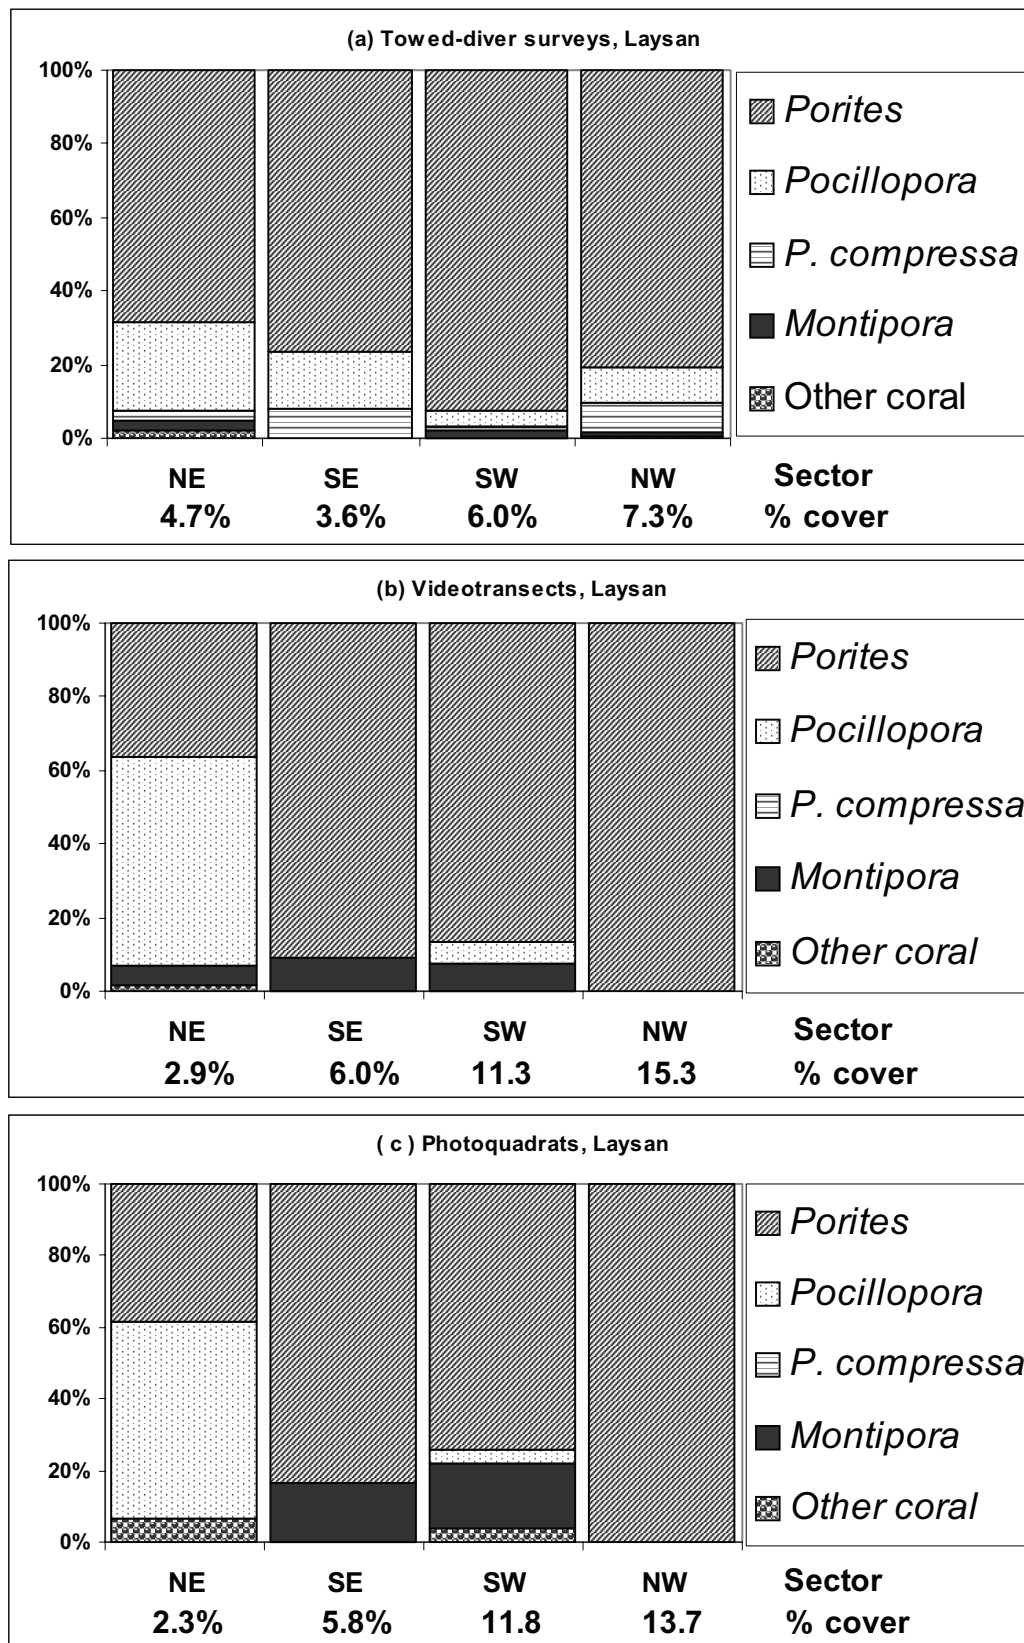 (a) Towed-diver surveys, Laysan
100%
80%
60%
40%
20%
0%
Porites
Pocillopora
P. compressa
Montipora
Other coral
NE SE SW NW Sector
4.7% 3.6% 6.0% 7.3% % cover
(b) Videotransects, Laysan
100%
80%
60%
40%
20%
0%
Porites
Pocillopora
P. compressa
Montipora
Other coral
NE SE SW NW Sector
2.9% 6.0% 11.3 15.3 % cover
( c ) Photoquadrats, Laysan
100%
80%
60%
40%
20%
0%
Porites
Pocillopora
P. compressa
Montipora
Other coral
NE SE SW NW Sector
2.3% 5.8% 11.8 13.7 % cover